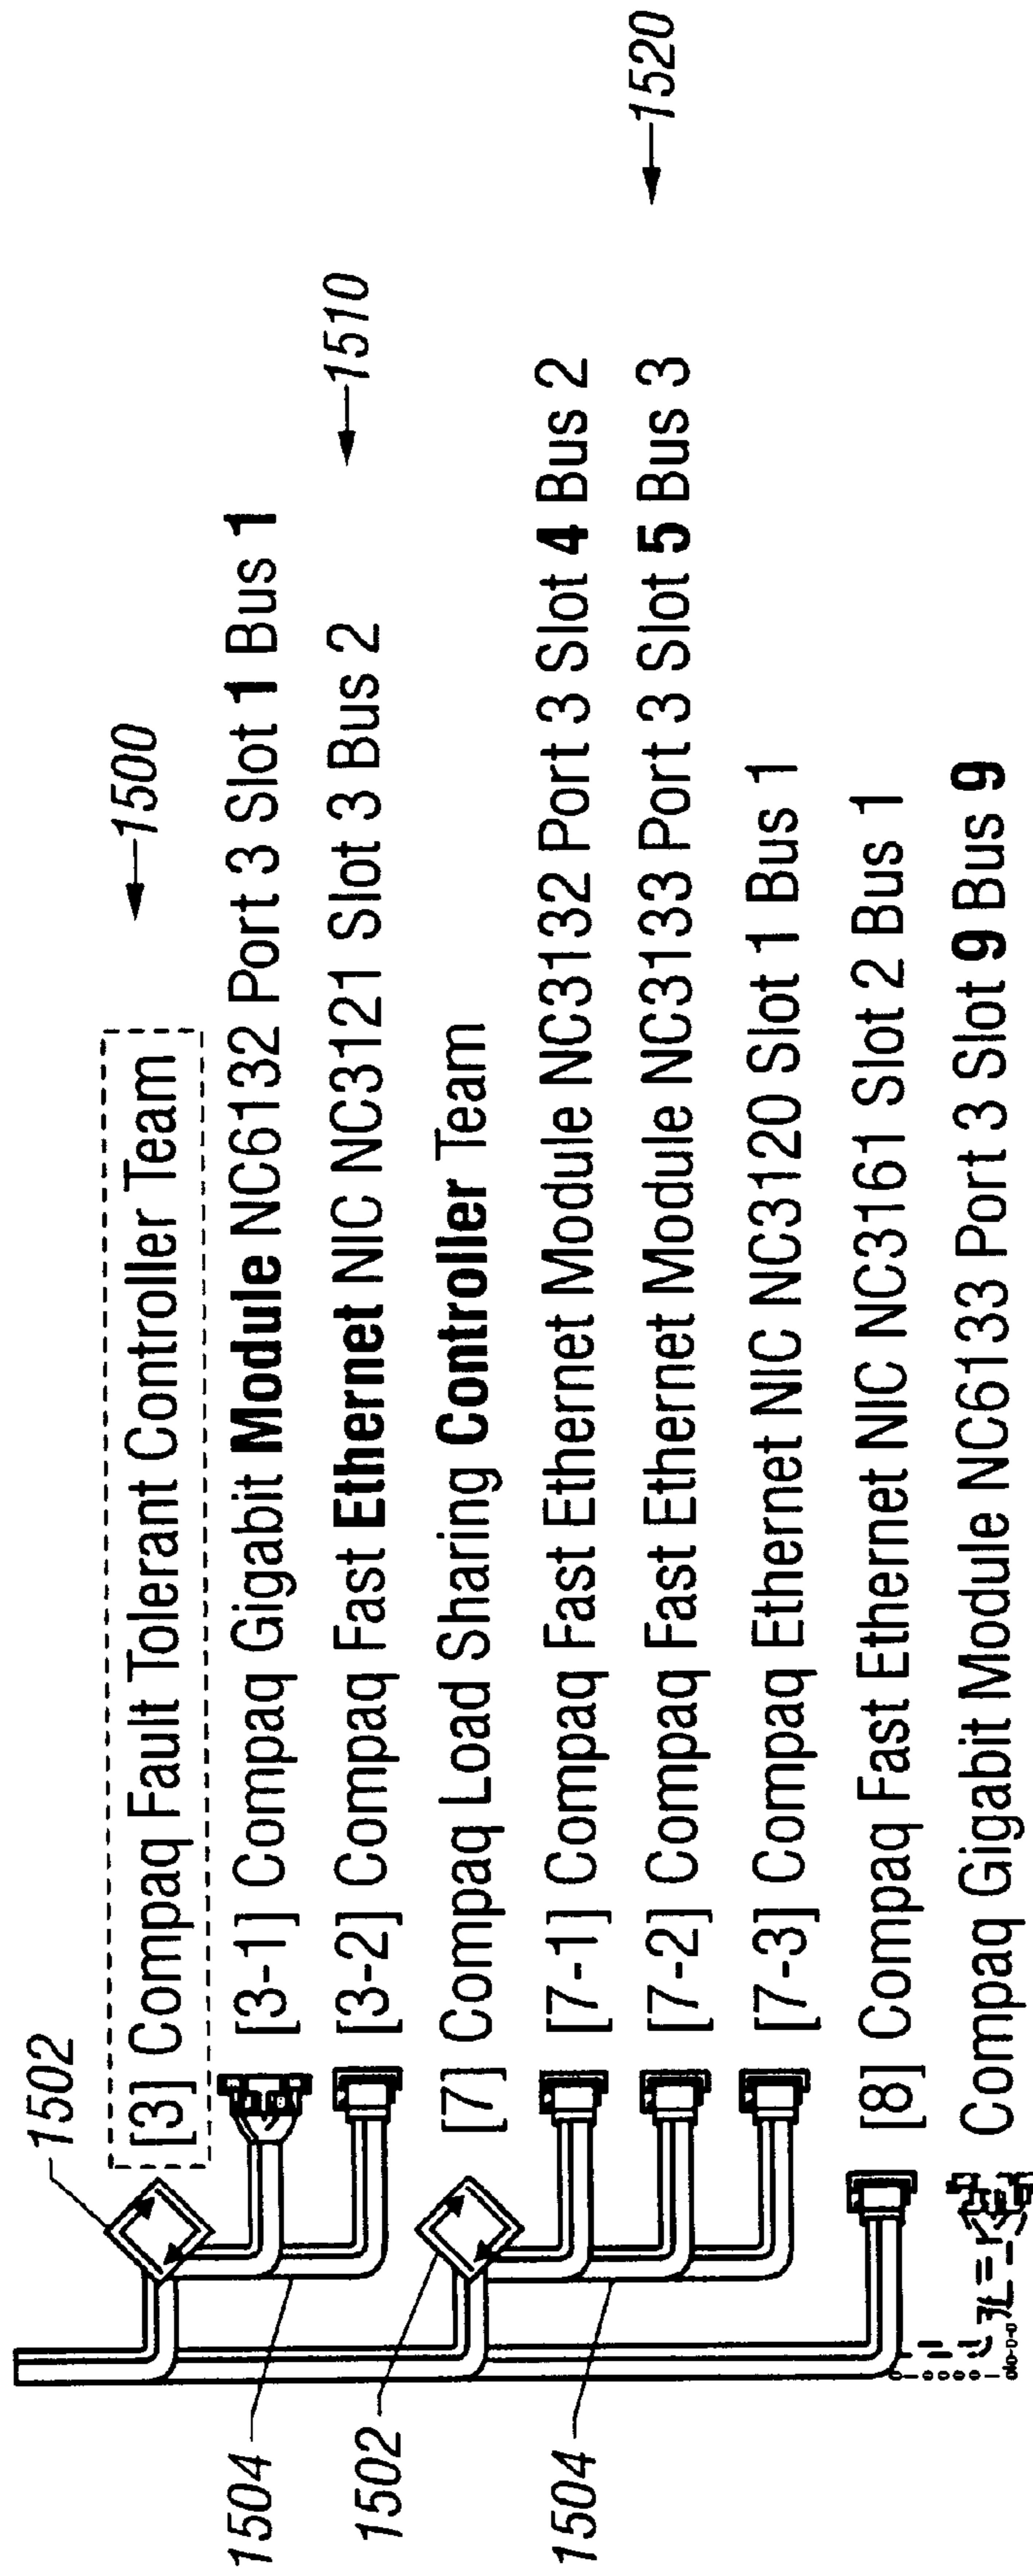 1502
[3] Compaq Fault Tolerant Controller Team
1500
[3-1] Compaq Gigabit Module NC6132 Port 3 Slot 1 Bus 1
1504
[3-2] Compaq Fast Ethernet NIC NC3121 Slot 3 Bus 2
1510
1502
[7] Compaq Load Sharing Controller Team
[7-1] Compaq Fast Ethernet Module NC3132 Port 3 Slot 4 Bus 2
1504
[7-2] Compaq Fast Ethernet Module NC3133 Port 3 Slot 5 Bus 3
1520
[7-3] Compaq Ethernet NIC NC3120 Slot 1 Bus 1
[8] Compaq Fast Ethernet NIC NC3161 Slot 2 Bus 1
Compaq Gigabit Module NC6133 Port 3 Slot 9 Bus 9